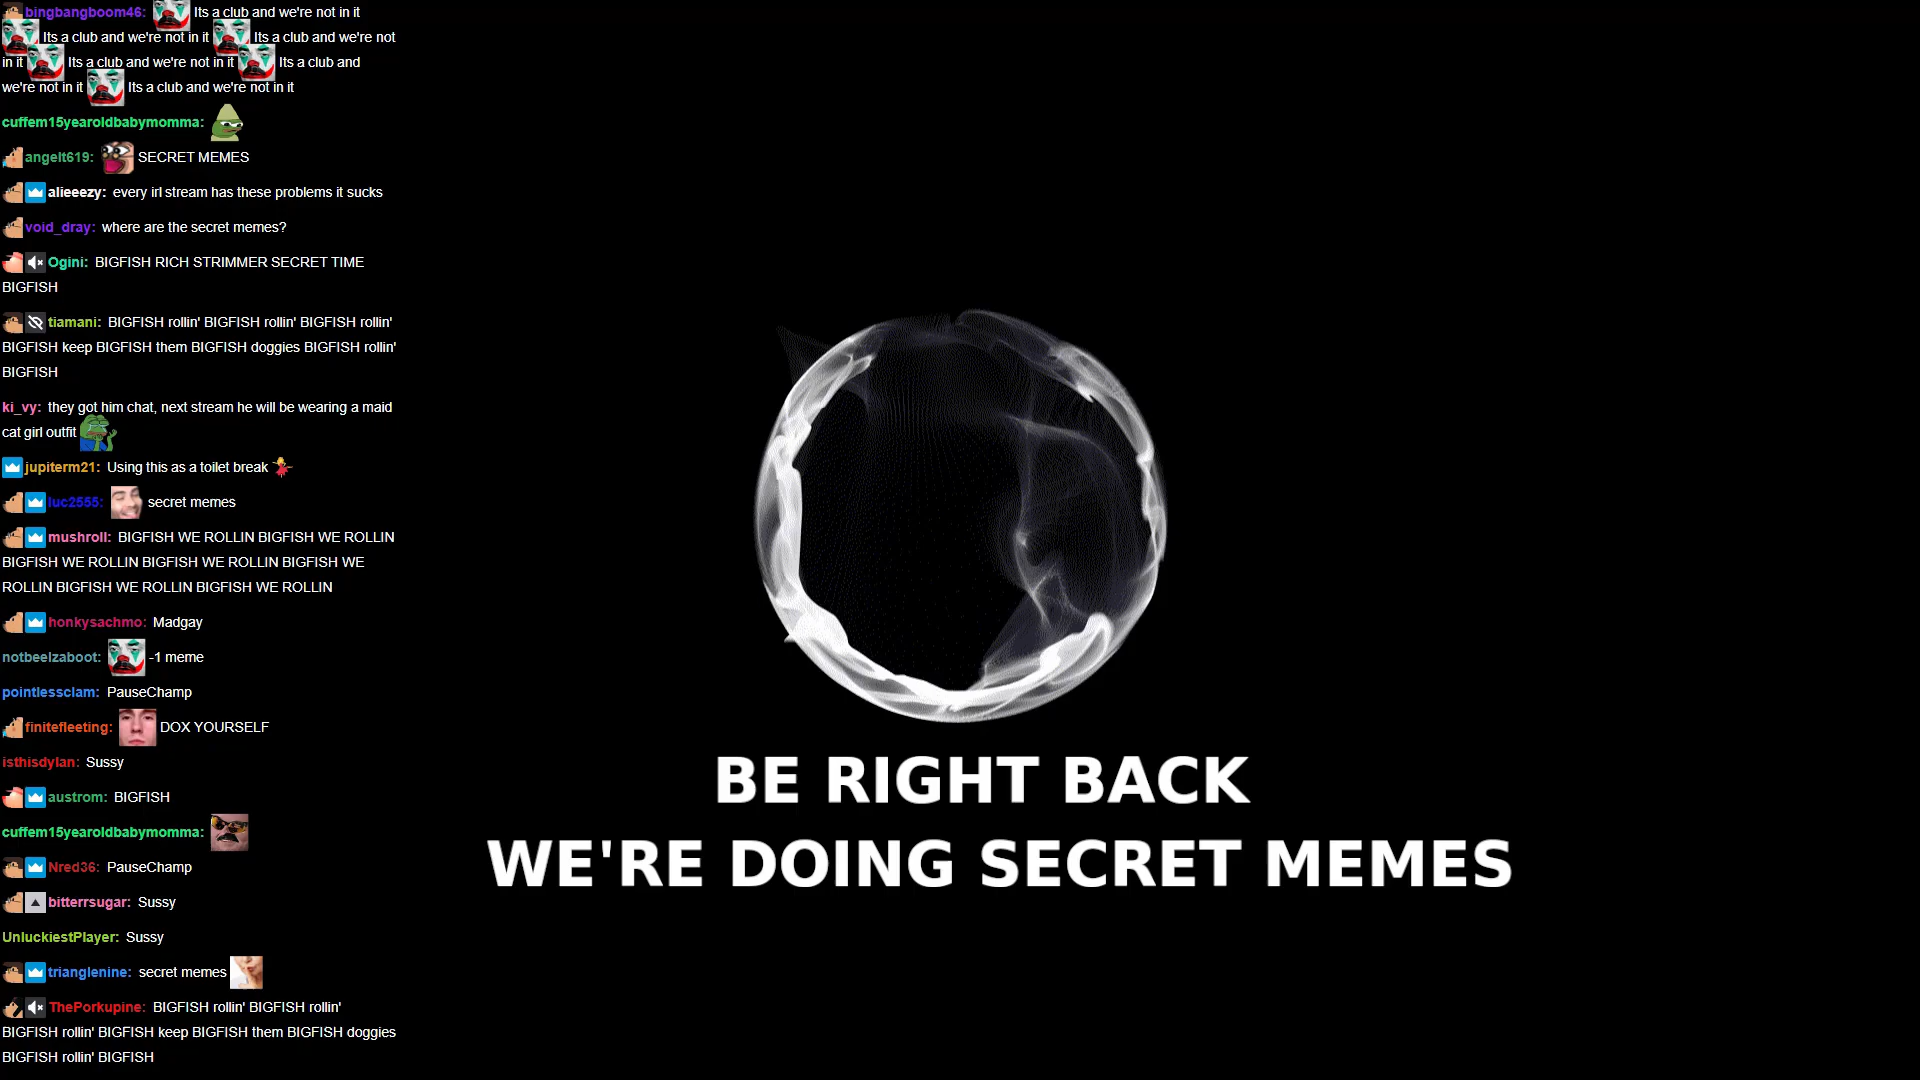 bingbangboom46: Its a club and we're not in it
Its a club and we're not in it Its a club and we're not
in it Its a club and we're not in it Its a club and
we're not in it Its a club and we're not in it
cuffem15yearoldbabymomma:
angelt619: SECRET MEMES
alieeezy: every irl stream has these problems it sucks
void_dray: where are the secret memes?
Ogini: BIGFISH RICH STRIMMER SECRET TIME
BIGFISH
tiamani: BIGFISH rollin' BIGFISH rollin' BIGFISH rollin'
BIGFISH keep BIGFISH them BIGFISH doggies BIGFISH rollin'
BIGFISH
ki_vy: they got him chat, next stream he will be wearing a maid
cat girl outfit
jupiterm21: Using this as a toilet break
luc2555: secret memes
mushroll: BIGFISH WE ROLLIN BIGFISH WE ROLLIN
BIGFISH WE ROLLIN BIGFISH WE ROLLIN BIGFISH WE
ROLLIN BIGFISH WE ROLLIN BIGFISH WE ROLLIN
honkysachmo: Madgay
notbeelzaboot: -1 meme
pointlessclam: PauseChamp
finitefleeting: DOX YOURSELF
isthisdylan: Sussy
austrom: BIGFISH
cuffem15yearoldbabymomma:
Nred36: PauseChamp
bitterrsugar: Sussy
UnluckiestPlayer: Sussy
trianglenine: secret memes
ThePorkupine: BIGFISH rollin' BIGFISH rollin'
BIGFISH rollin' BIGFISH keep BIGFISH them BIGFISH doggies
BIGFISH rollin' BIGFISH
BE RIGHT BACK
WE'RE DOING SECRET MEMES